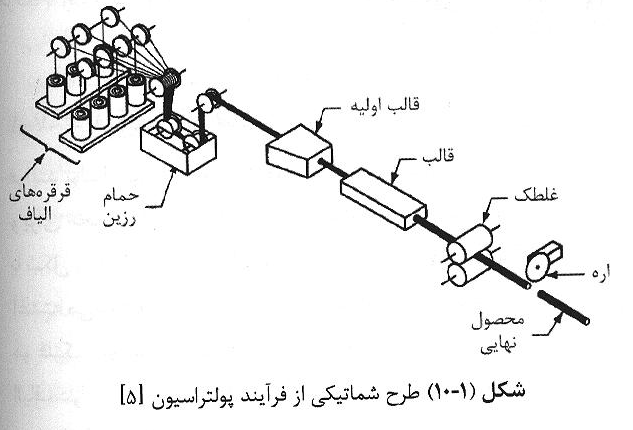 قالب اولیه
قالب
غلطک
قرقره‌های
الیاف
حمام
رزین
اره
محصول
نهایی
شکل (۱-۱۰) طرح شماتیکی از فرآیند پولتراسیون [۵]